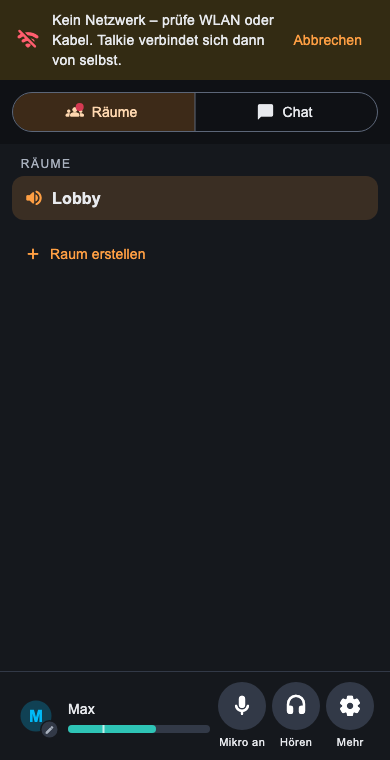 Kein Netzwerk – prüfe WLAN oder
Kabel. Talkie verbindet sich dann
von selbst.
Abbrechen
Räume
Chat
RÄUME
Lobby
+ Raum erstellen
M
Max
Mikro an
Hören
Mehr